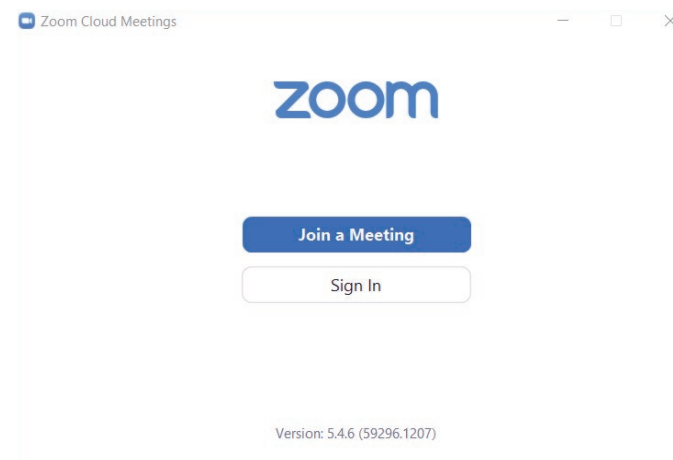 Zoom Cloud Meetings
zoom
Join a Meeting
Sign In
Version: 5.4.6 (59296.1207)